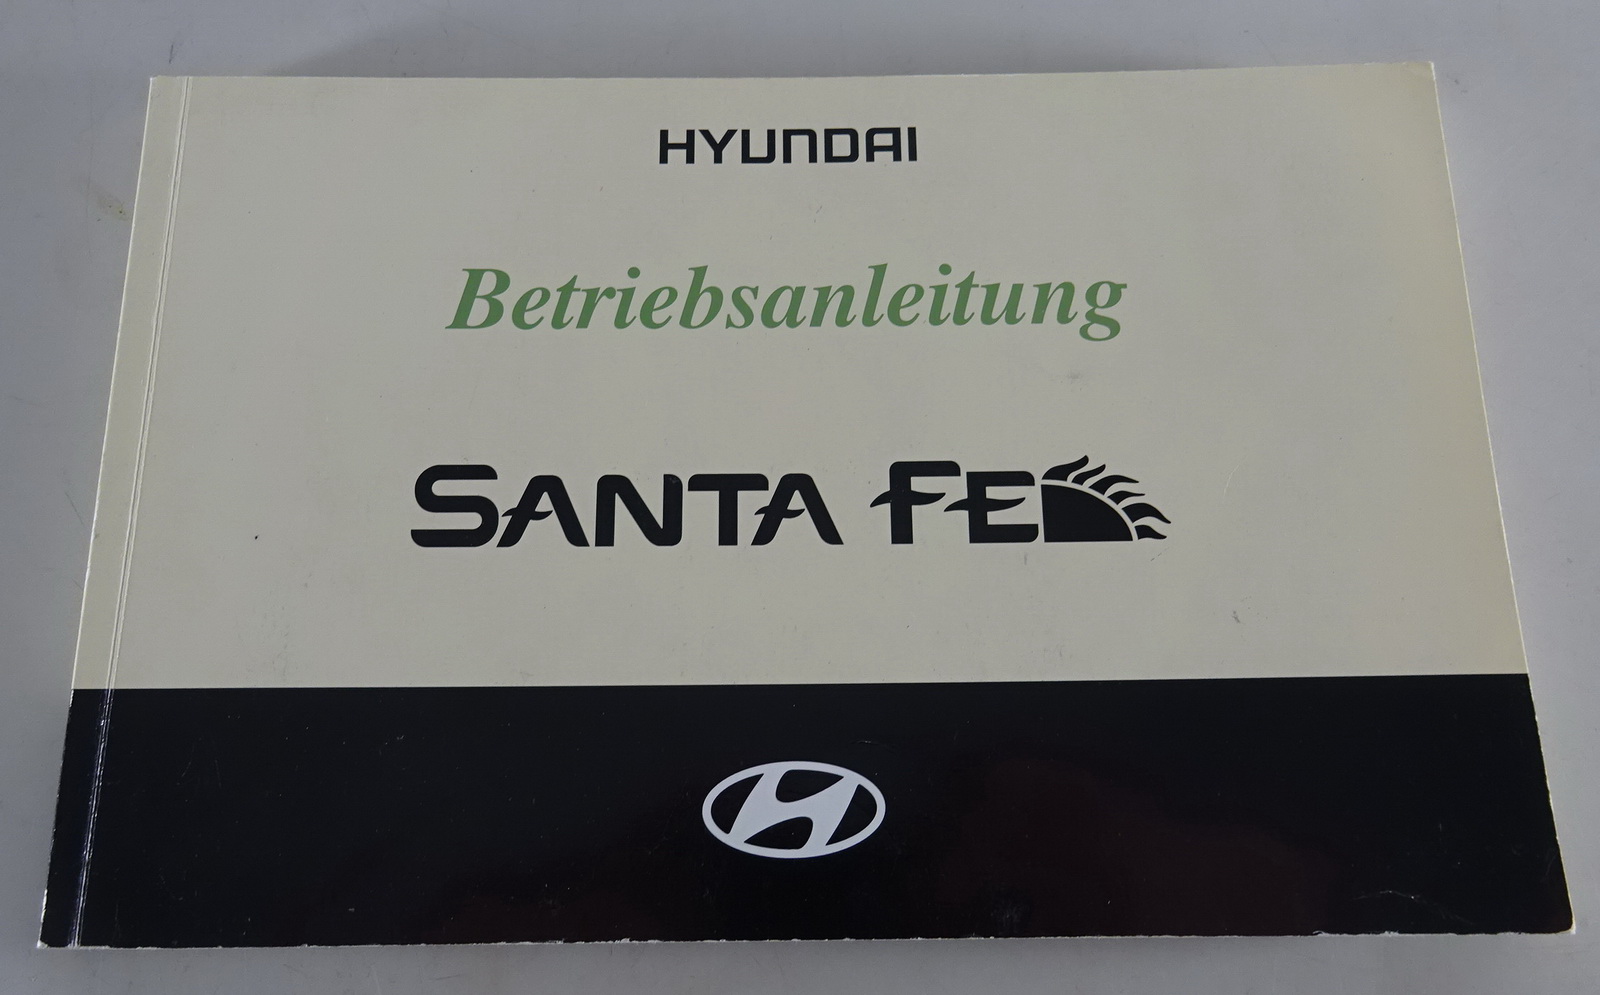 HYUNDAI
Betriebsanleitung
SANTA FE